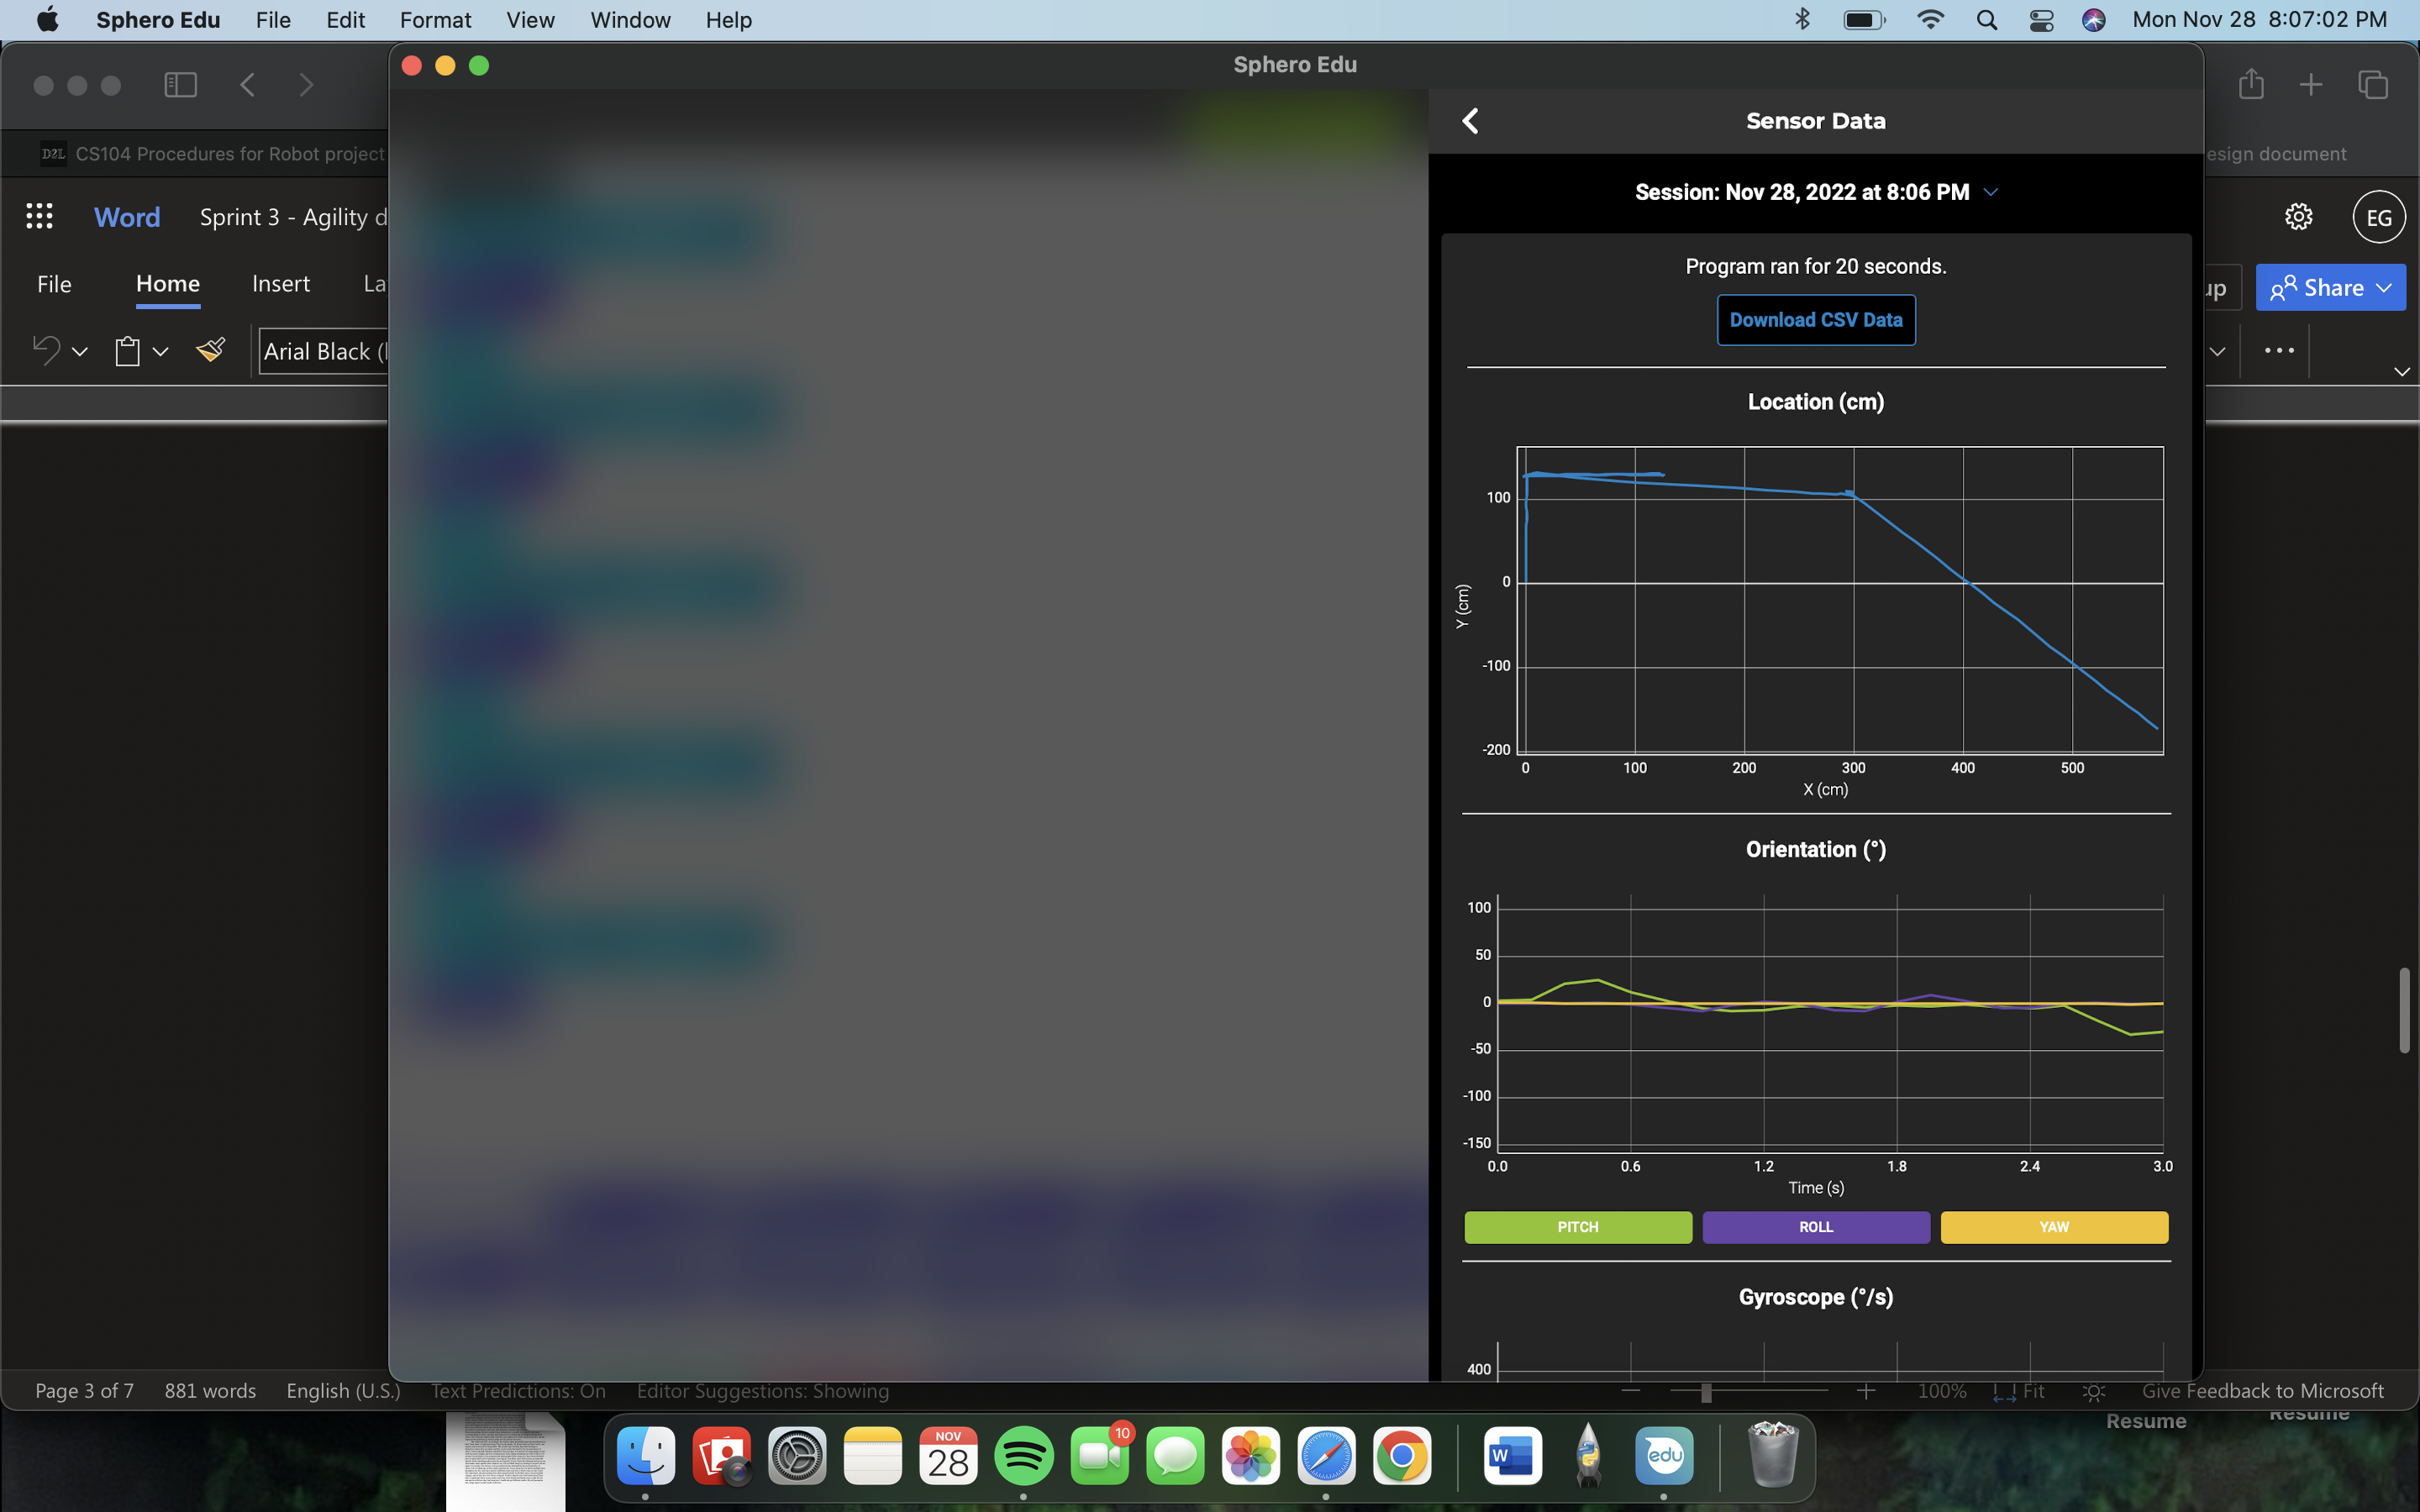 Sphero Edu File Edit Format View Window Help Mon Nov 28 8:07:02 PM
Sphero Edu
D2L CS104 Procedures for Robot project
esign document
Word Sprint 3 - Agility d
EG
File Home Insert La
up Share
Arial Black (
Sensor Data
Session: Nov 28, 2022 at 8:06 PM
Program ran for 20 seconds.
Download CSV Data
Location (cm)
100
0
-100
-200
Y (cm)
0 100 200 300 400 500
X (cm)
Orientation (°)
100
50
0
-50
-100
-150
0.0 0.6 1.2 1.8 2.4 3.0
Time (s)
PITCH ROLL YAW
Gyroscope (°/s)
400
Page 3 of 7 881 words English (U.S.) Text Predictions: On Editor Suggestions: Showing 100% Fit Give Feedback to Microsoft
Resume Resume
NOV
28
10
W
edu